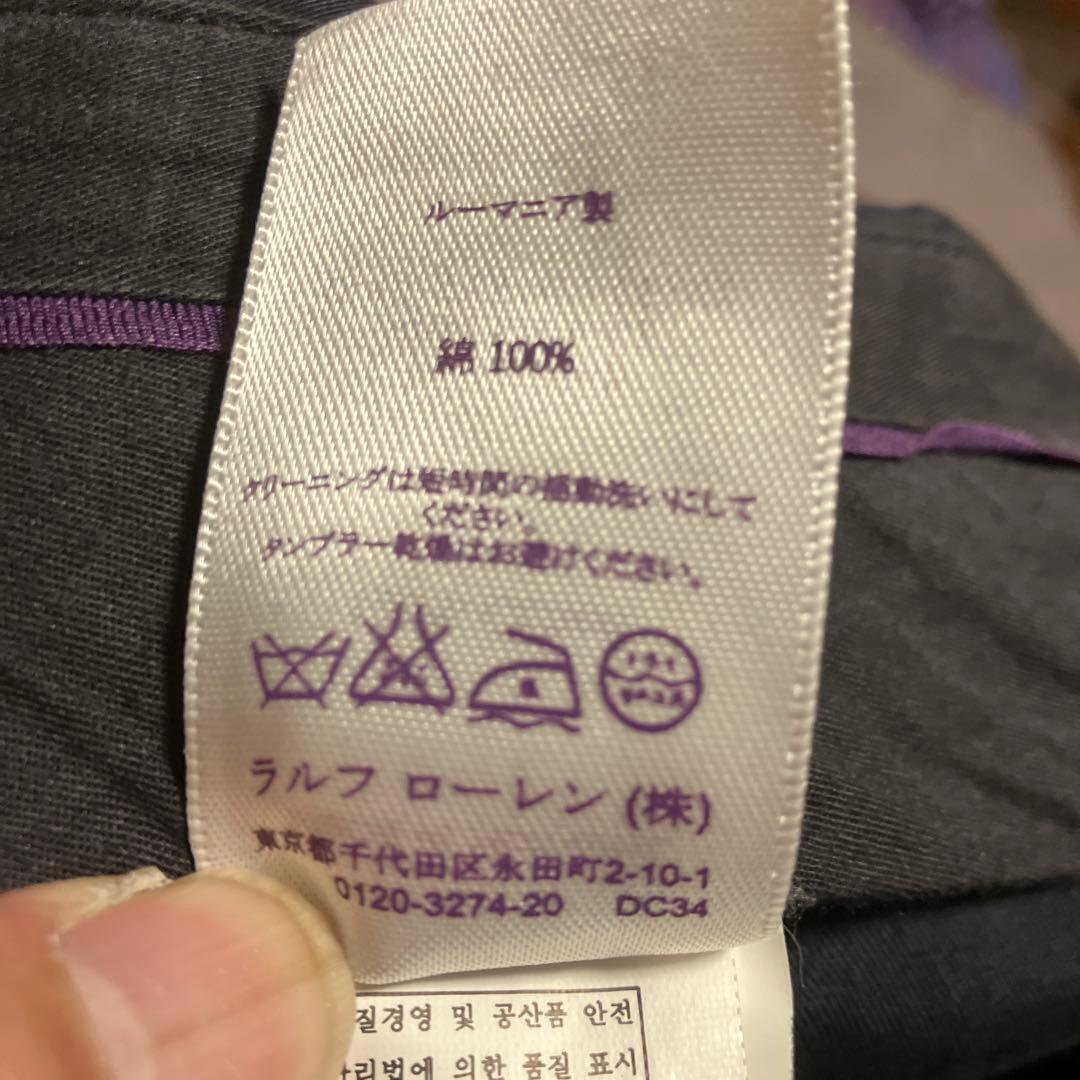 ルーマニア製
綿 100%
クリーニングは短時間の
洗いにして
ください。
タンブラー乾燥はお避けください。
ドライ
ラルフ ローレン (株)
東京都千代田区永田町2-10-1
0120-3274-20 DC34
질경영 및 공산품 안전
관리법에 의한 품질 표시